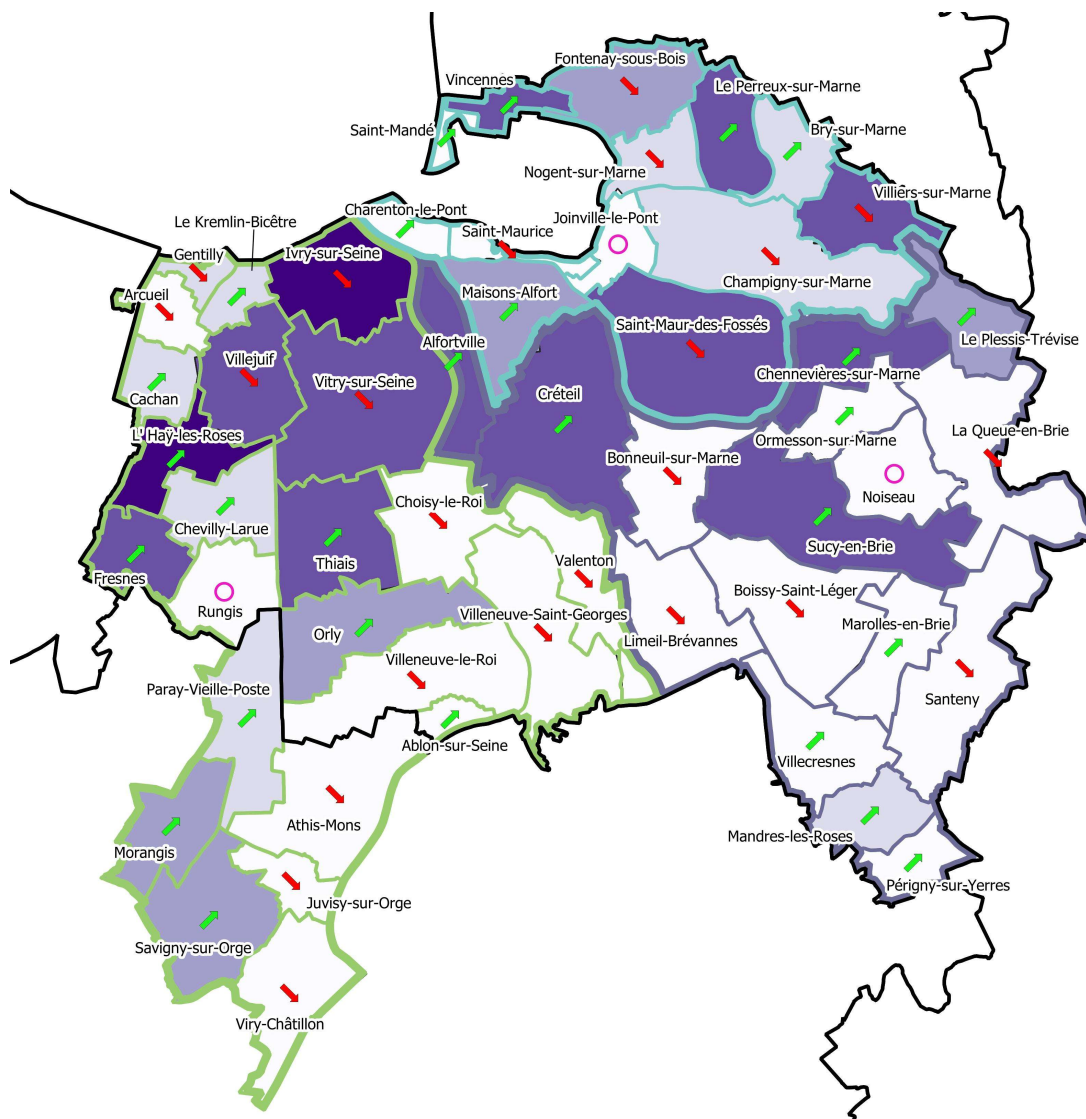 Fontenay-sous-Bois
Vincennes
Le Perreux-sur-Marne
Saint-Mandé
Bry-sur-Marne
Nogent-sur-Marne
Villiers-sur-Marne
Le Kremlin-Bicêtre
Charenton-le-Pont
Joinville-le-Pont
Saint-Maurice
Gentilly
Ivry-sur-Seine
Arcueil
Maisons-Alfort
Champigny-sur-Marne
Saint-Maur-des-Fossés
Le Plessis-Trévise
Alfortville
Villejuif
Vitry-sur-Seine
Chennevières-sur-Marne
Cachan
Créteil
L' Haÿ-les-Roses
Ormesson-sur-Marne
La Queue-en-Brie
Bonneuil-sur-Marne
Choisy-le-Roi
Noiseau
Chevilly-Larue
Sucy-en-Brie
Thiais
Valenton
Fresnes
Boissy-Saint-Léger
Rungis
Villeneuve-Saint-Georges
Marolles-en-Brie
Orly
Limeil-Brévannes
Villeneuve-le-Roi
Paray-Vieille-Poste
Santeny
Ablon-sur-Seine
Villecresnes
Athis-Mons
Mandres-les-Roses
Morangis
Périgny-sur-Yerres
Juvisy-sur-Orge
Savigny-sur-Orge
Viry-Châtillon